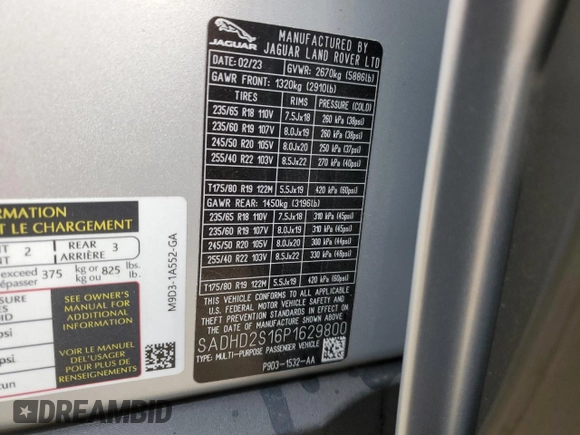 JAGUAR
MANUFACTURED BY
JAGUAR LAND ROVER LTD
DATE: 02/23 GVWR: 2670kg (5886lb)
GAWR FRONT: 1320kg (2910lb)
TIRES RIMS PRESSURE (COLD)
235/65 R18 110V 7.5Jx18 260 kPa (38psi)
235/60 R19 107V 8.0Jx19 260 kPa (38psi)
245/50 R20 105V 8.0Jx20 250 kPa (37psi)
255/40 R22 103V 8.5Jx22 270 kPa (40psi)
T175/80 R19 122M 5.5Jx19 420 kPa (60psi)
GAWR REAR: 1450kg (3196lb)
235/65 R18 110V 7.5Jx18 310 kPa (45psi)
235/60 R19 107V 8.0Jx19 310 kPa (45psi)
245/50 R20 105V 8.0Jx20 300 kPa (44psi)
255/40 R22 103V 8.5Jx22 330 kPa (48psi)
T175/80 R19 122M 5.5Jx19 420 kPa (60psi)
THIS VEHICLE CONFORMS TO ALL APPLICABLE
U.S. FEDERAL MOTOR VEHICLE SAFETY
AND THEFT PREVENTION STANDARDS IN EFFECT
ON THE DATE OF MANUFACTURE SHOWN ABOVE.
SADHD2S16P1629800
TYPE: MULTI-PURPOSE PASSENGER VEHICLE
P9D3-1532-AA
FORMATION
T LE CHARGEMENT
NT 2 REAR 3
ARRIÈRE
exceed 375 kg or 825 lbs.
dépasser kg ou lb.
SEE OWNER'S
MANUAL FOR
ADDITIONAL
INFORMATION
VOIR LE MANUEL
DE L'USAGER
POUR PLUS DE
RENSEIGNEMENTS
M9D3-1A552-GA
DREAMBID